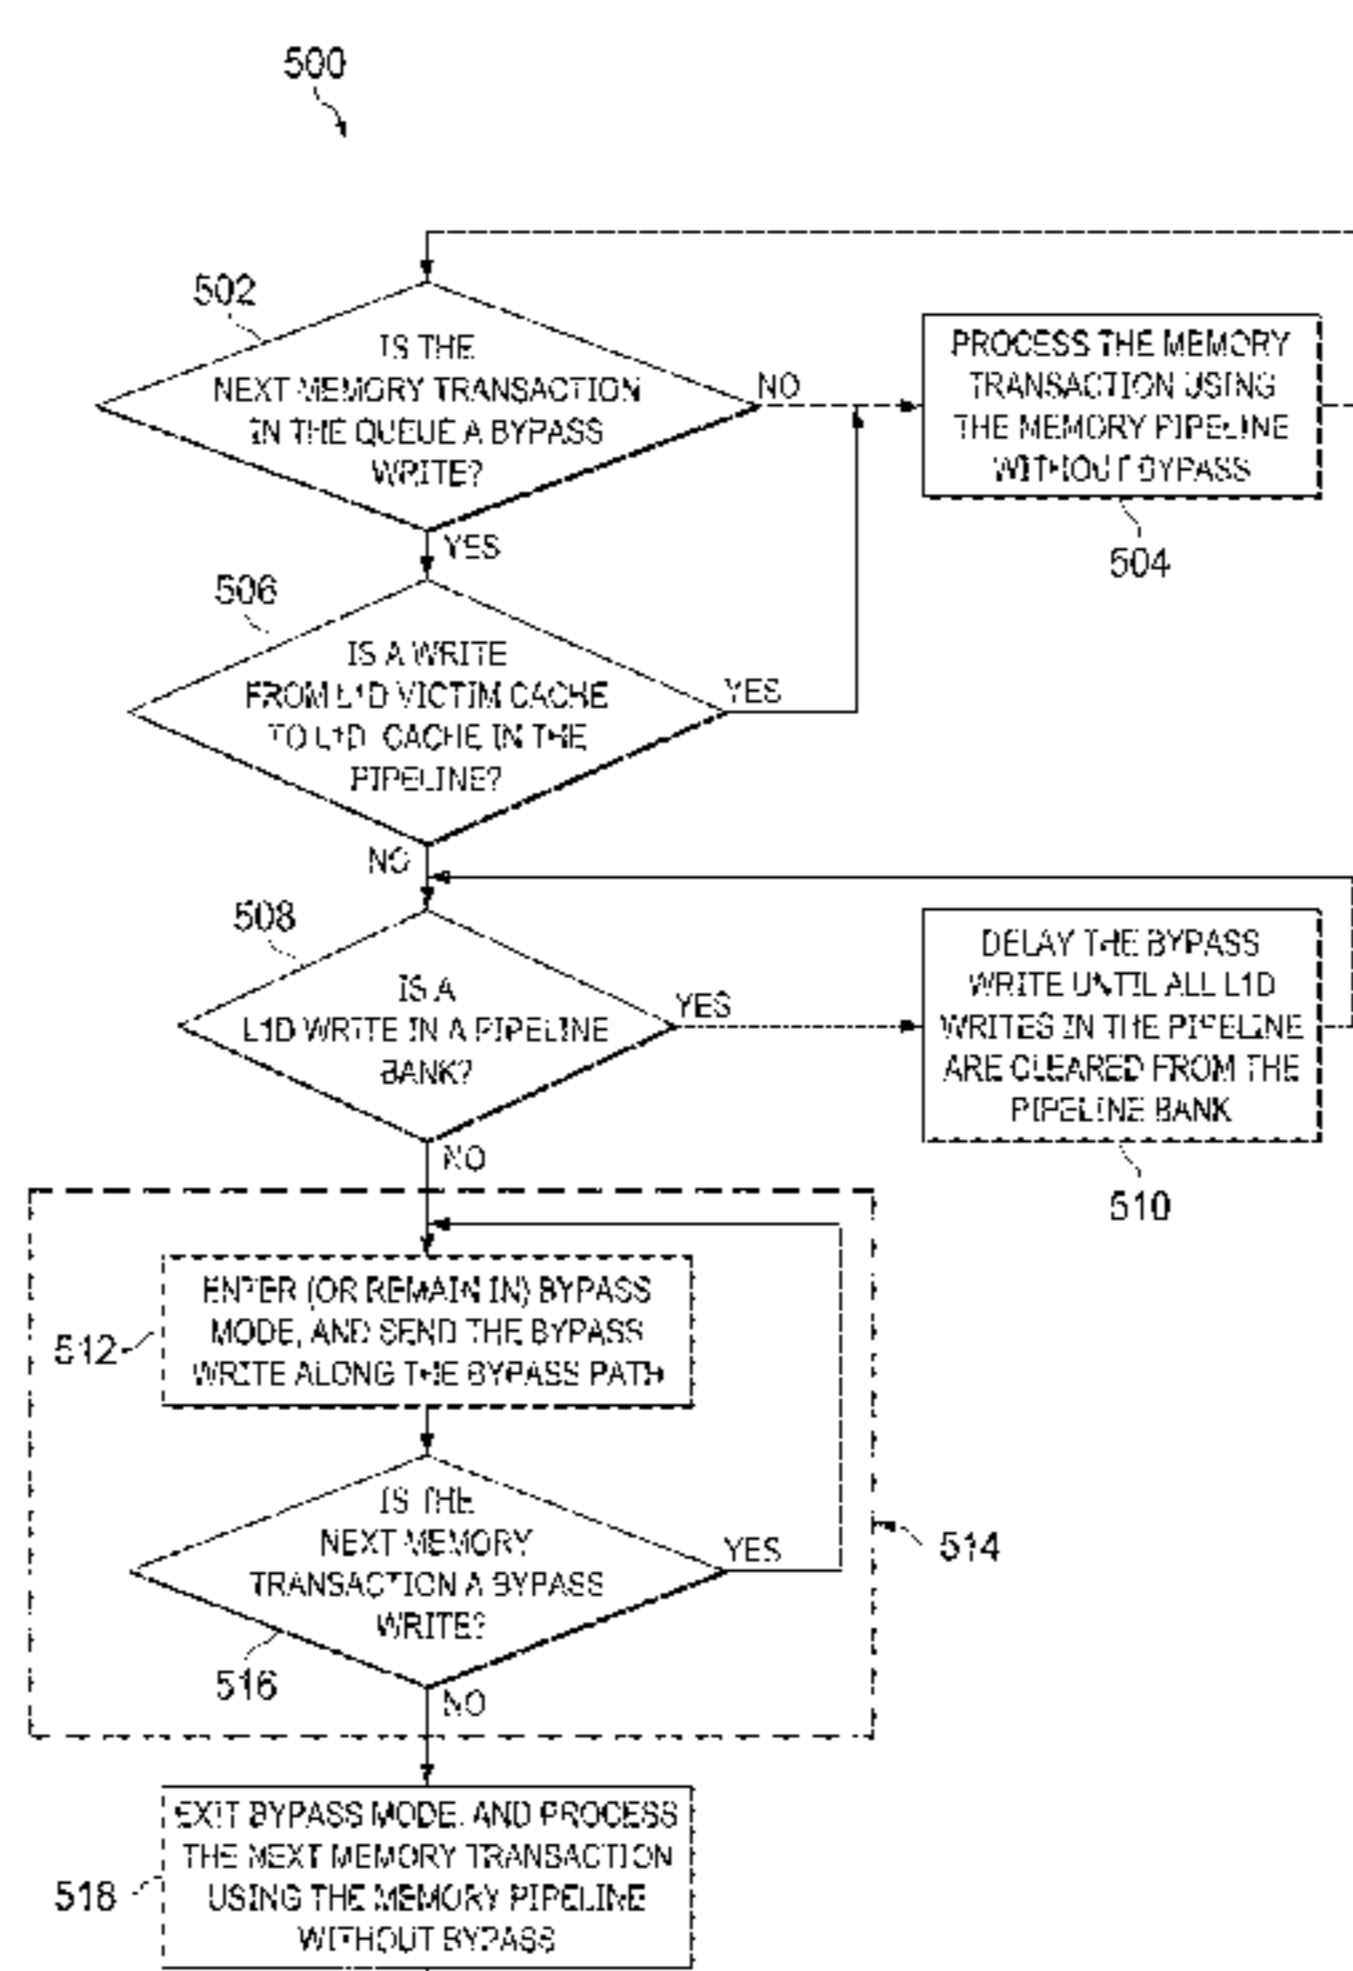 500
502
IS THE
NEXT MEMORY TRANSACTION
IN THE QUEUE A BYPASS
WRITE?
NO
PROCESS THE MEMORY
TRANSACTION USING
THE MEMORY PIPELINE
WITHOUT BYPASS
504
YES
506
IS A WRITE
FROM L1D VICTIM CACHE
TO L1D CACHE IN THE
PIPELINE?
YES
NO
508
IS A
L1D WRITE IN A PIPELINE
BANK?
YES
DELAY THE BYPASS
WRITE UNTIL ALL L1D
WRITES IN THE PIPELINE
ARE CLEARED FROM THE
PIPELINE BANK
510
NO
512
ENTER (OR REMAIN IN) BYPASS
MODE, AND SEND THE BYPASS
WRITE ALONG THE BYPASS PATH
514
IS THE
NEXT MEMORY
TRANSACTION A BYPASS
WRITE?
YES
516
NO
518
EXIT BYPASS MODE, AND PROCESS
THE NEXT MEMORY TRANSACTION
USING THE MEMORY PIPELINE
WITHOUT BYPASS